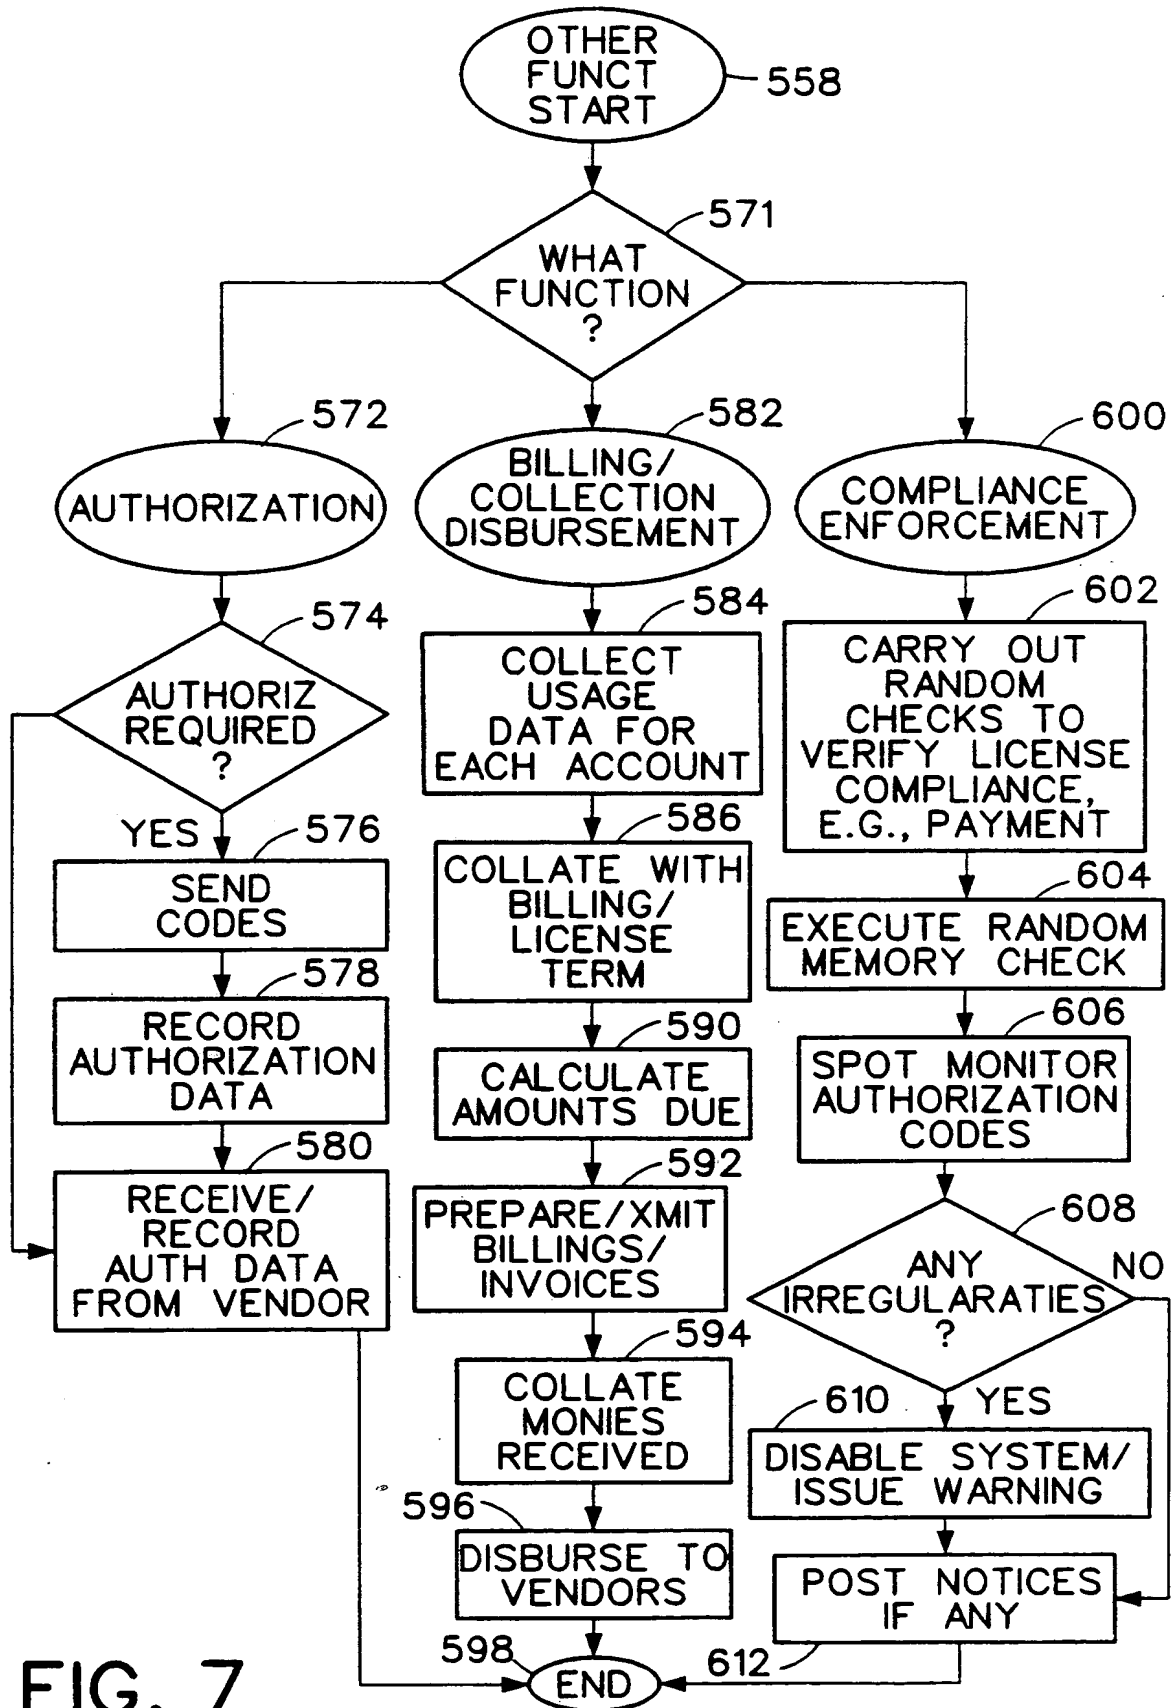 OTHER
FUNCT
START
558
571
WHAT
FUNCTION
?
572
AUTHORIZATION
574
AUTHORIZ
REQUIRED
?
YES
576
SEND
CODES
578
RECORD
AUTHORIZATION
DATA
580
RECEIVE/
RECORD
AUTH DATA
FROM VENDOR
582
BILLING/
COLLECTION
DISBURSEMENT
584
COLLECT
USAGE
DATA FOR
EACH ACCOUNT
586
COLLATE WITH
BILLING/
LICENSE
TERM
590
CALCULATE
AMOUNTS DUE
592
PREPARE/XMIT
BILLINGS/
INVOICES
594
COLLATE
MONIES
RECEIVED
596
DISBURSE TO
VENDORS
598
END
600
COMPLIANCE
ENFORCEMENT
602
CARRY OUT
RANDOM
CHECKS TO
VERIFY LICENSE
COMPLIANCE,
E.G., PAYMENT
604
EXECUTE RANDOM
MEMORY CHECK
606
SPOT MONITOR
AUTHORIZATION
CODES
608
ANY
IRREGULARATIES
?
NO
YES
610
DISABLE SYSTEM/
ISSUE WARNING
POST NOTICES
IF ANY
612
FIG. 7